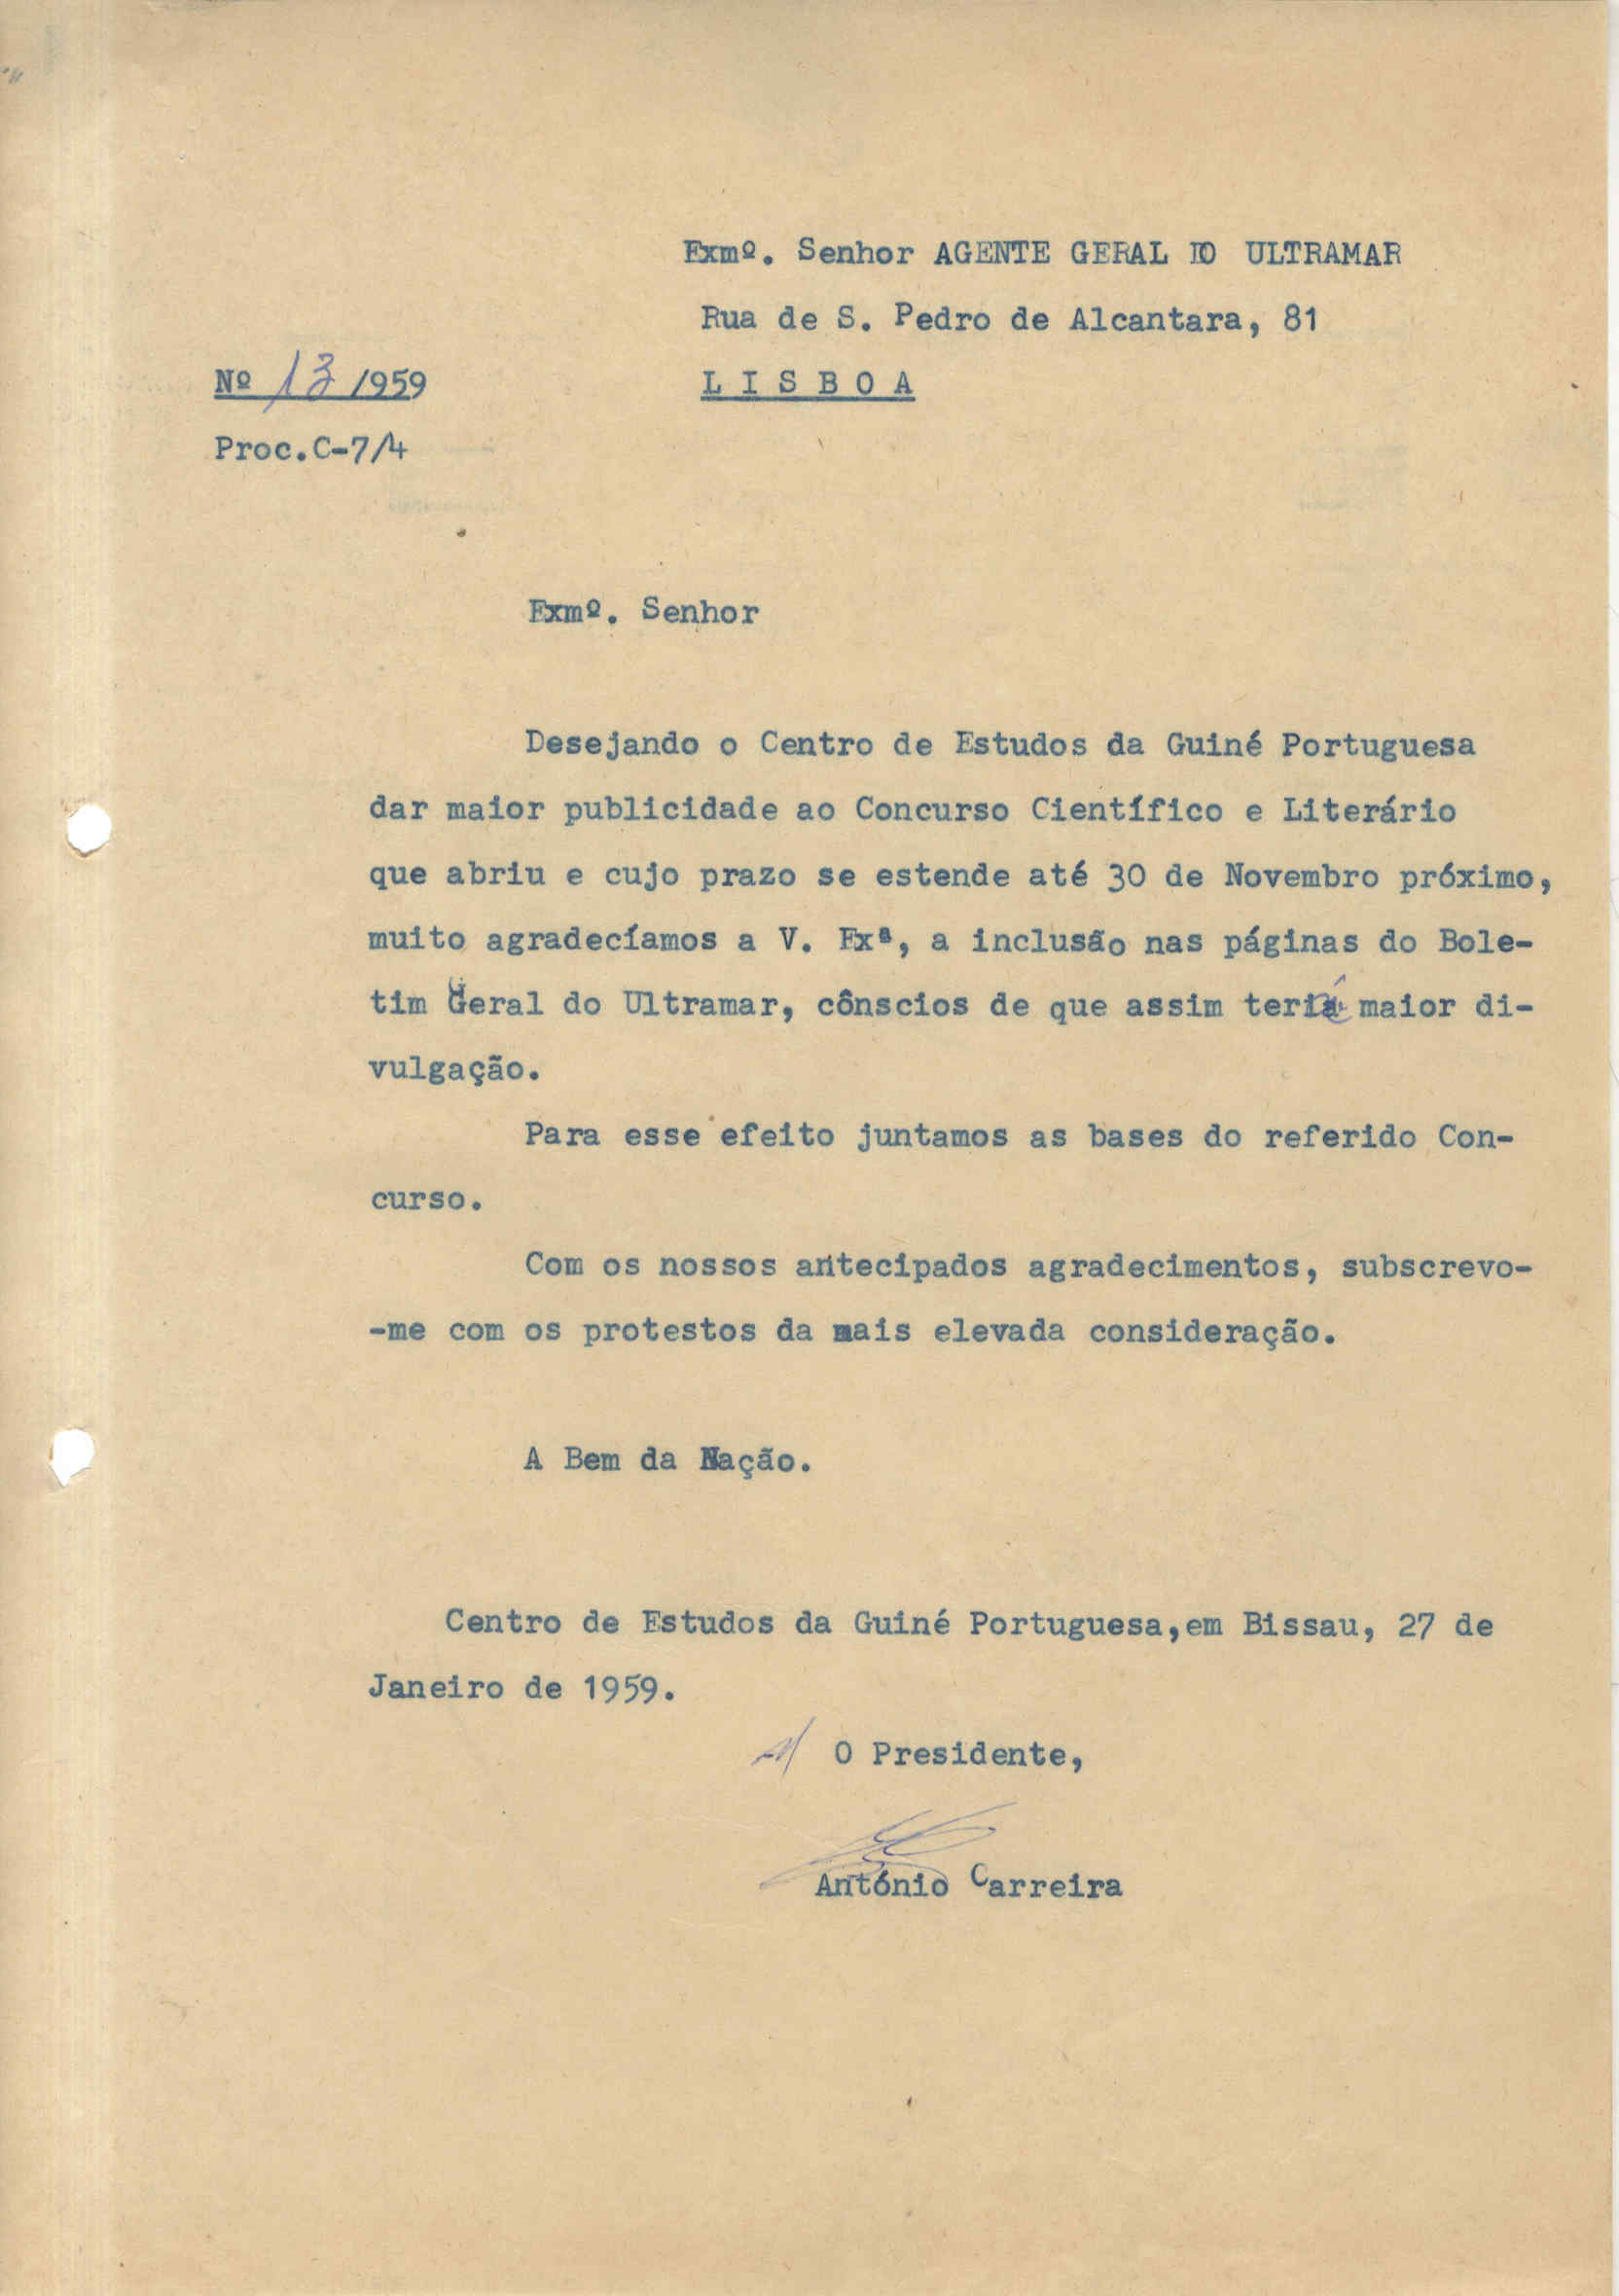 Exmº. Senhor AGENTE GERAL DO ULTRAMAR
Rua de S. Pedro de Alcantara, 81
Nº 13 /1959
L I S B O A
Proc.C-7/4
Exmº. Senhor
Desejando o Centro de Estudos da Guiné Portuguesa
dar maior publicidade ao Concurso Científico e Literário
que abriu e cujo prazo se estende até 30 de Novembro próximo,
muito agradecíamos a V. Exª, a inclusão nas páginas do Bole-
tim Geral do Ultramar, cônscios de que assim terá maior di-
vulgação.
Para esse efeito juntamos as bases do referido Con-
curso.
Com os nossos antecipados agradecimentos, subscrevo-
-me com os protestos da mais elevada consideração.
A Bem da Nação.
Centro de Estudos da Guiné Portuguesa,em Bissau, 27 de
Janeiro de 1959.
O Presidente,
António Carreira